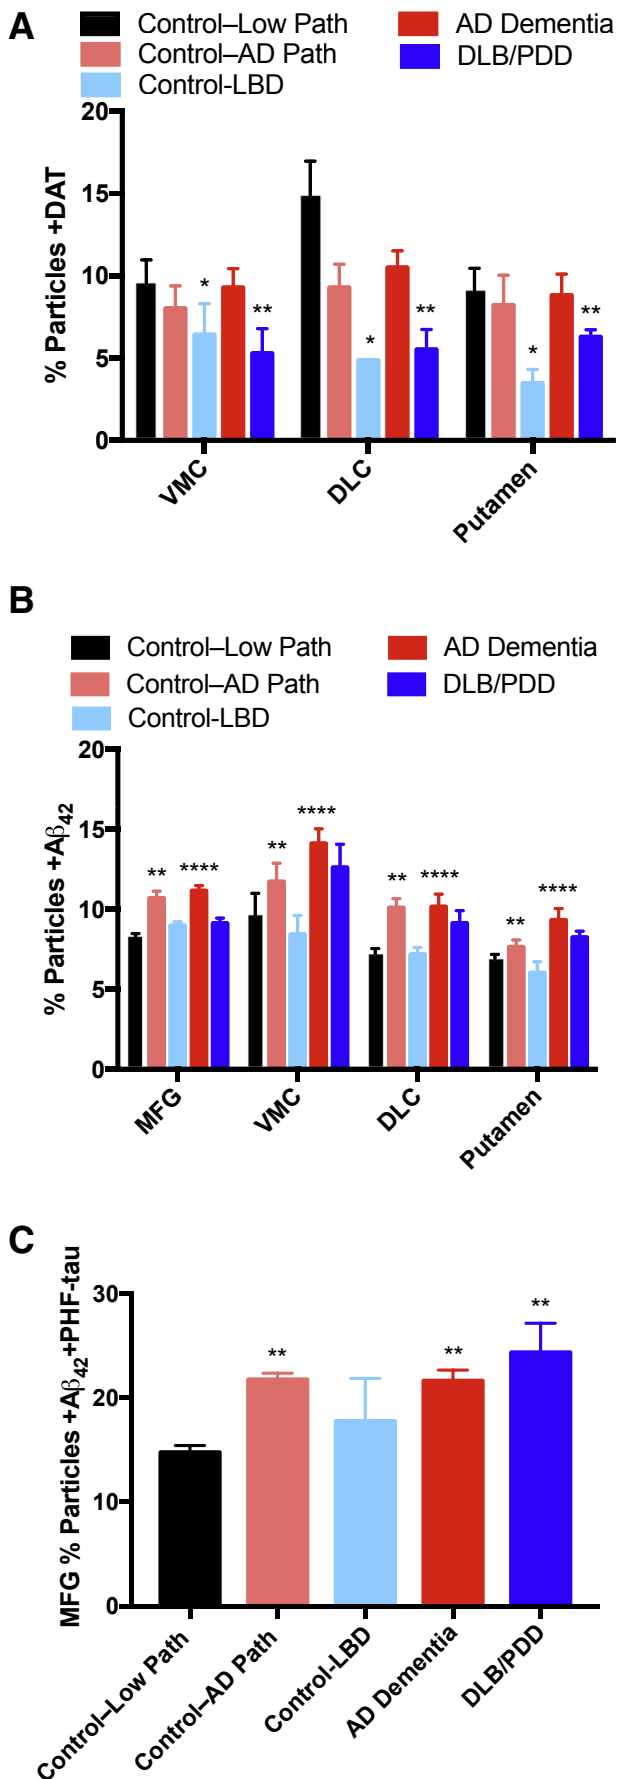 A
Control–Low Path
AD Dementia
Control–AD Path
DLB/PDD
Control-LBD
% Particles +DAT
20
15
10
5
0
*
**
*
**
*
**
VMC
DLC
Putamen
B
Control–Low Path
AD Dementia
Control–AD Path
DLB/PDD
Control-LBD
% Particles +Aβ42
20
15
10
5
0
**
****
**
****
**
****
**
****
MFG
VMC
DLC
Putamen
C
MFG % Particles +Aβ42+PHF-tau
30
20
10
0
**
**
**
Control–Low Path
Control–AD Path
Control-LBD
AD Dementia
DLB/PDD